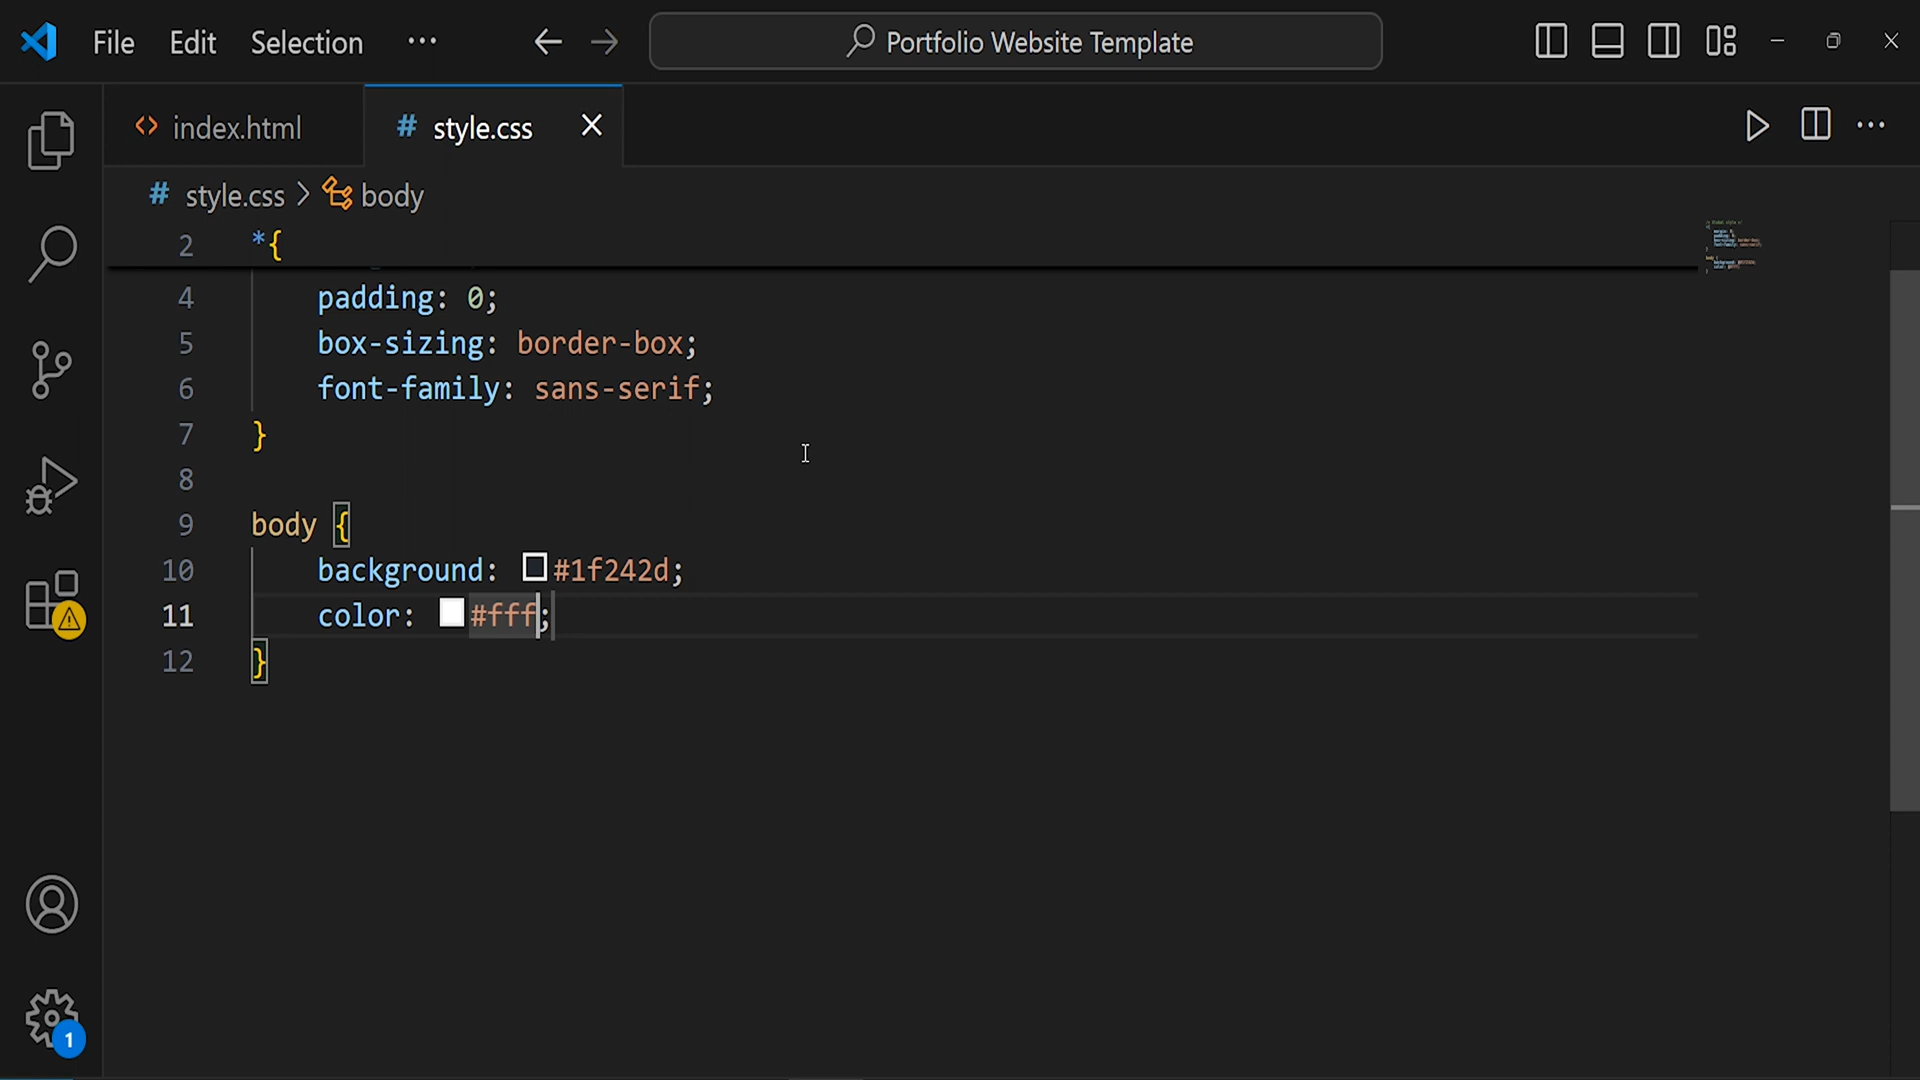 File Edit Selection ··· Portfolio Website Template
<> index.html # style.css
# style.css > body
2 *{
4 padding: 0;
5 box-sizing: border-box;
6 font-family: sans-serif;
7 }
8
9 body {
10 background: #1f242d;
11 color: #fff;
12 }
1